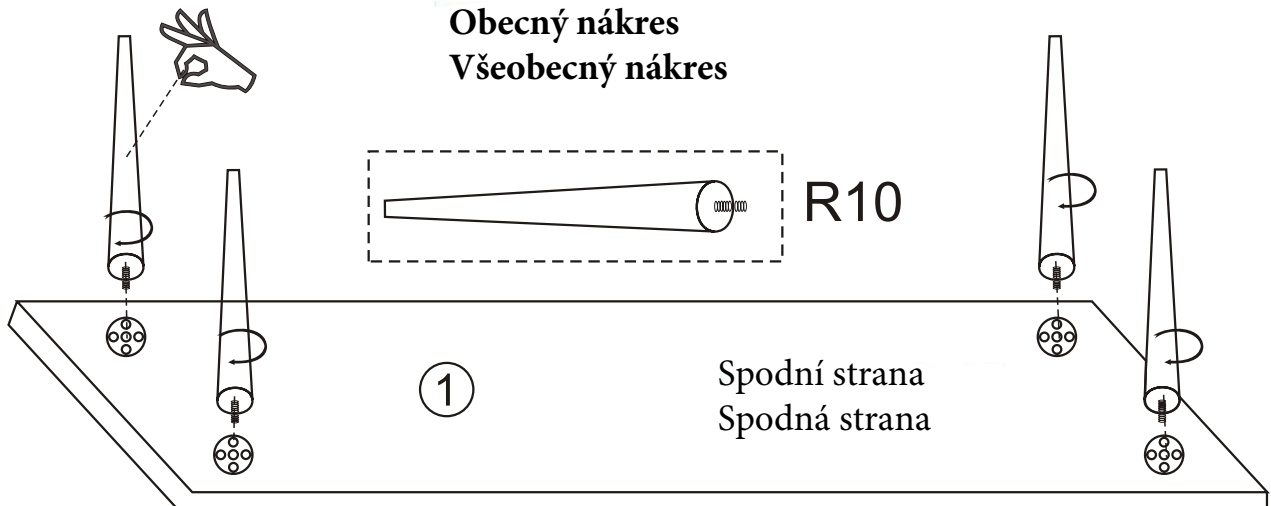 Obecný nákres
Všeobecný nákres
R10
1
Spodní strana
Spodná strana